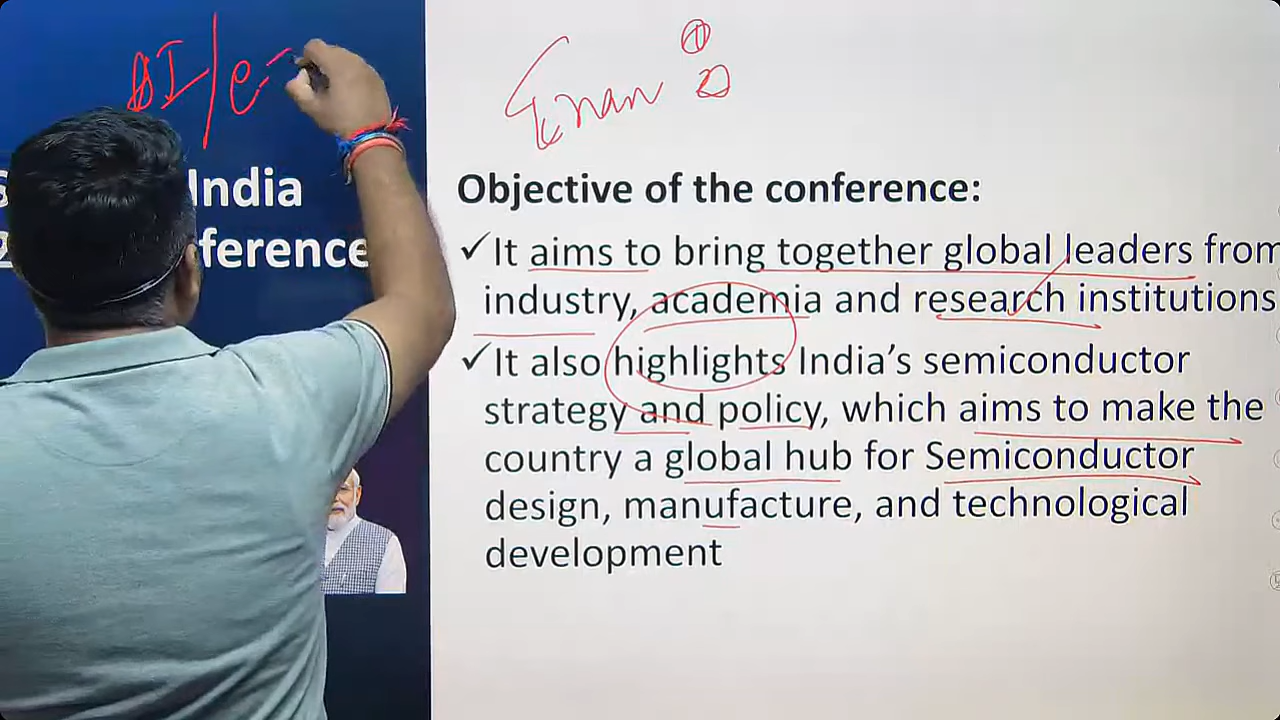 India
ference
Objective of the conference:
✓It aims to bring together global leaders from
industry, academia and research institutions
✓It also highlights India's semiconductor
strategy and policy, which aims to make the
country a global hub for Semiconductor
design, manufacture, and technological
development